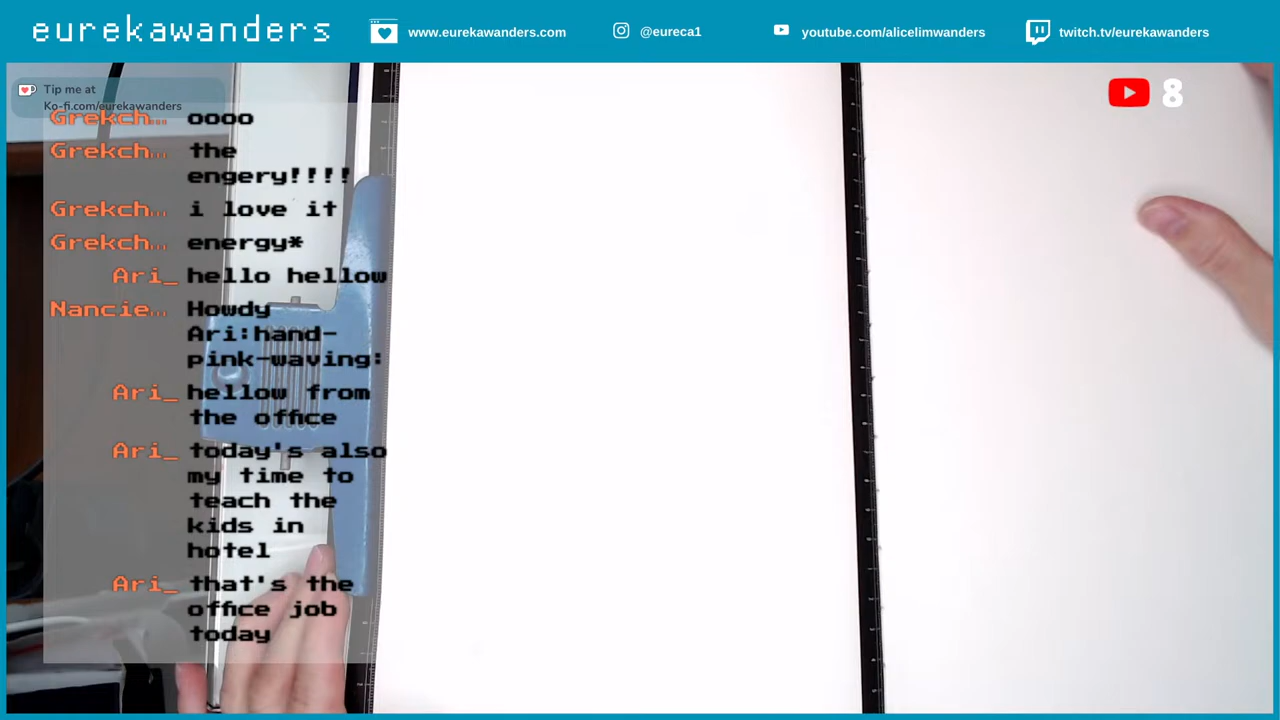 eurekawanders
www.eurekawanders.com
@eureca1
youtube.com/alicelimwanders
twitch.tv/eurekawanders
Tip me at
Ko-fi.com/eurekawanders
8
Grekch... oooo
Grekch... the
engery!!!!
Grekch... i love it
Grekch... energy*
Ari_ hello hellow
Nancie... Howdy
Ari:hand-
pink-waving:
Ari_ hellow from
the office
Ari_ today's also
my time to
teach the
kids in
hotel
Ari_ that's the
office job
today